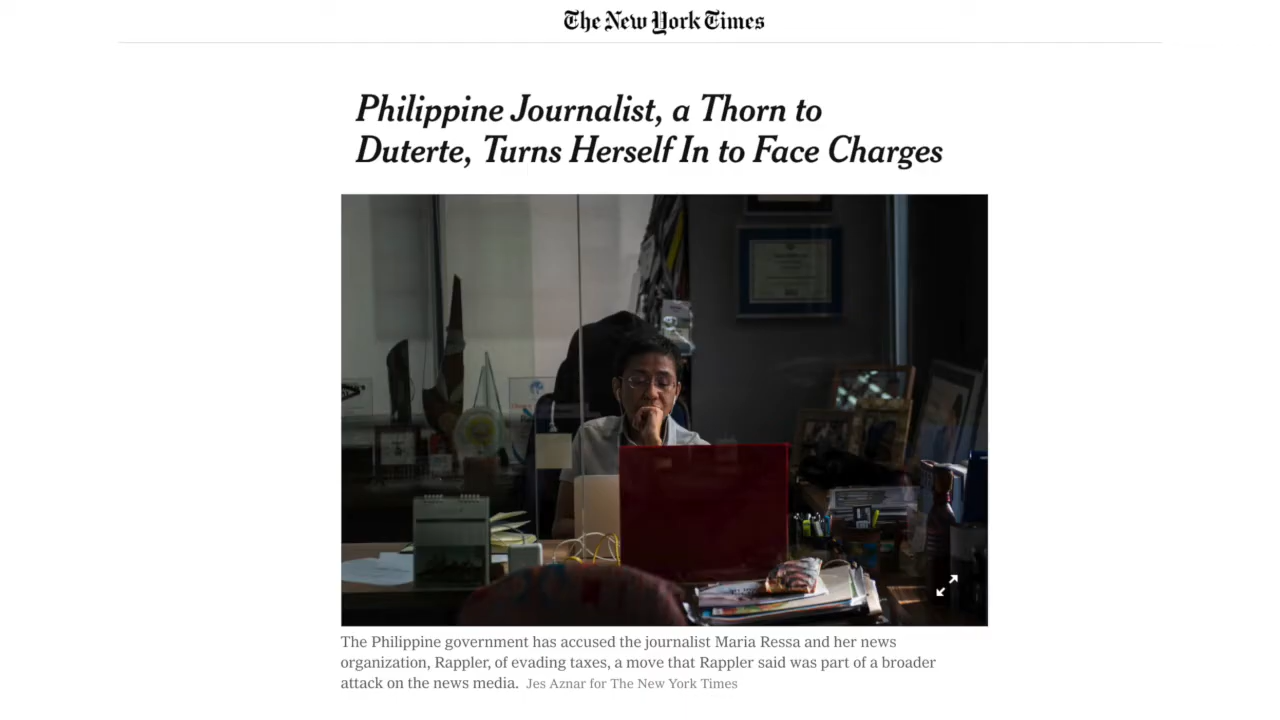 The New York Times
Philippine Journalist, a Thorn to
Duterte, Turns Herself In to Face Charges
The Philippine government has accused the journalist Maria Ressa and her news
organization, Rappler, of evading taxes, a move that Rappler said was part of a broader
attack on the news media. Jes Aznar for The New York Times